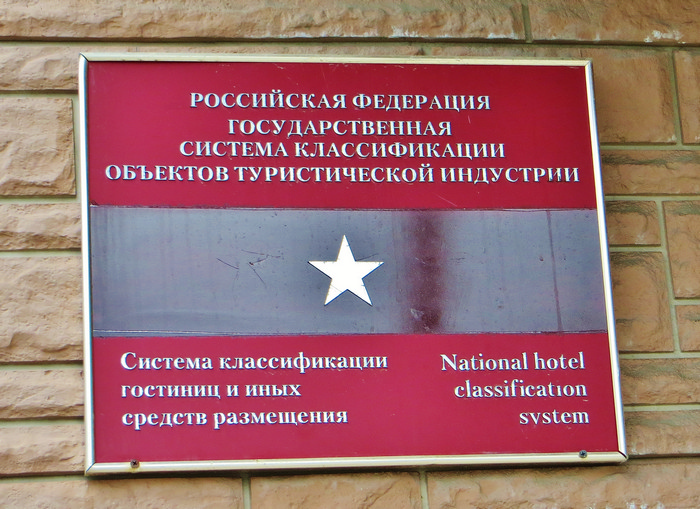 РОССИЙСКАЯ ФЕДЕРАЦИЯ
ГОСУДАРСТВЕННАЯ
СИСТЕМА КЛАССИФИКАЦИИ
ОБЪЕКТОВ ТУРИСТИЧЕСКОЙ ИНДУСТРИИ
Система классификации
гостиниц и иных
средств размещения
National hotel
classification
system